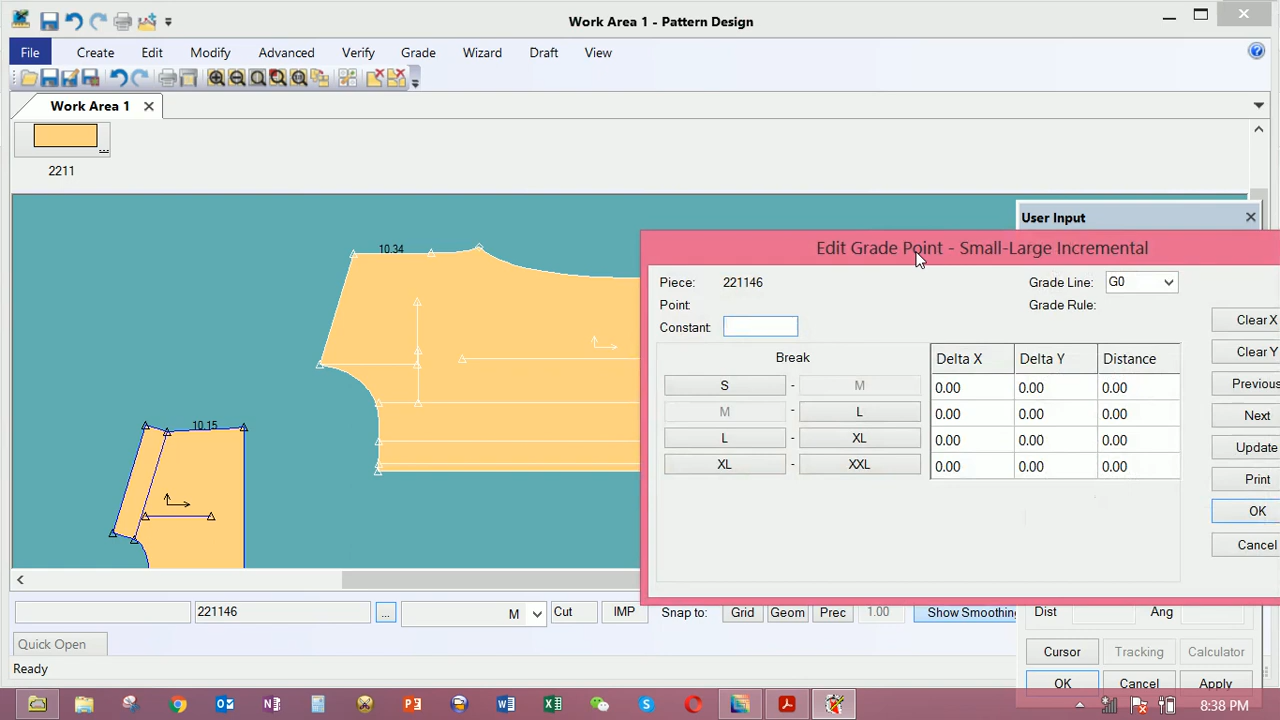 Work Area 1 - Pattern Design
File Create Edit Modify Advanced Verify Grade Wizard Draft View
Work Area 1
2211
10.34
10.15
User Input
Edit Grade Point - Small-Large Incremental
Piece: 221146 Grade Line: G0
Point: Grade Rule:
Constant: Clear X
Break Delta X Delta Y Distance Clear Y
S - M 0.00 0.00 0.00 Previous
M - L 0.00 0.00 0.00 Next
L - XL 0.00 0.00 0.00 Update
XL - XXL 0.00 0.00 0.00 Print
OK
Cancel
221146 ... M Cut IMP Snap to: Grid Geom Prec 1.00 Show Smoothing Dist Ang
Quick Open Cursor Tracking Calculator
Ready OK Cancel Apply
8:38 PM